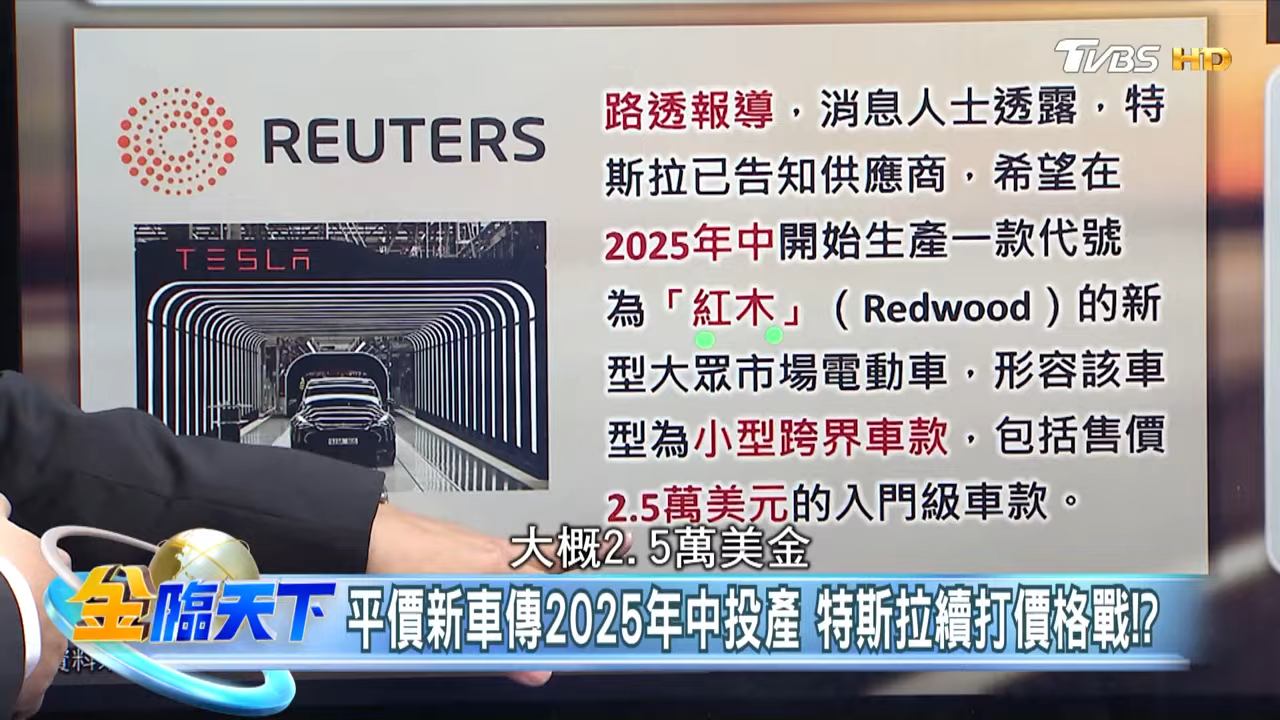 TVBS HD
REUTERS
TESLA
路透報導，消息人士透露，特
斯拉已告知供應商，希望在
2025年中開始生產一款代號
為「紅木」（Redwood）的新
型大眾市場電動車，形容該車
型為小型跨界車款，包括售價
2.5萬美元的入門級車款。
大概2.5萬美金
金臨天下
平價新車傳2025年中投產 特斯拉續打價格戰!?